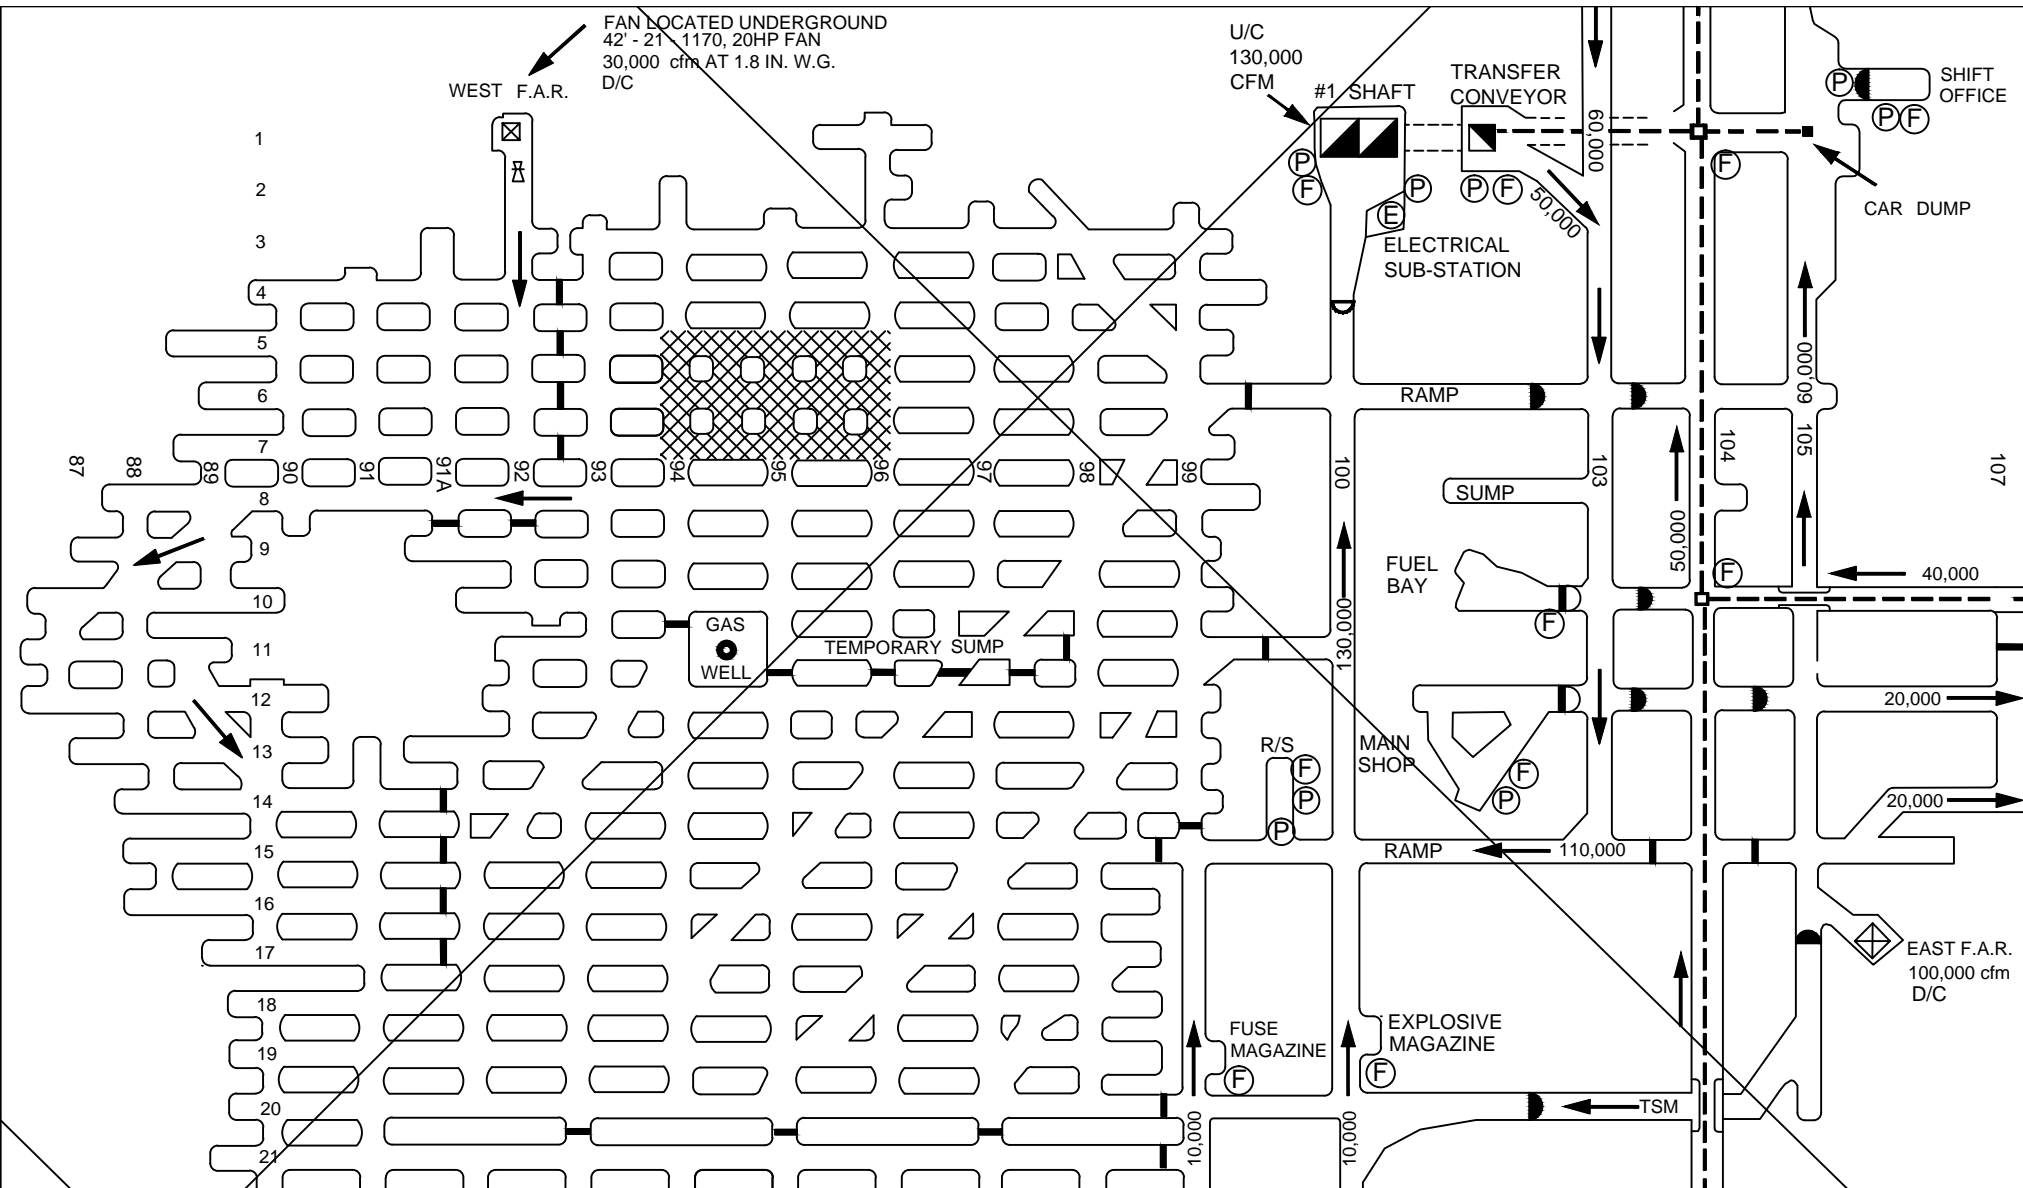 FAN LOCATED UNDERGROUND
42' - 21 - 1170, 20HP FAN
30,000 cfm AT 1.8 IN. W.G.
D/C
WEST F.A.R.
U/C
130,000
CFM
#1 SHAFT
TRANSFER
CONVEYOR
SHIFT
OFFICE
P
P
F
60,000
P
F
P
E
P
F
F
50,000
CAR DUMP
ELECTRICAL
SUB-STATION
1
2
3
4
5
6
7
8
9
10
11
12
13
14
15
16
17
18
19
20
21
87
88
89
90
91
91A
92
93
94
95
96
97
98
99
100
103
104
105
107
RAMP
60,000
SUMP
50,000
FUEL
BAY
F
F
40,000
130,000
GAS
WELL
TEMPORARY SUMP
20,000
R/S
F
P
P
MAIN
SHOP
F
P
20,000
RAMP
110,000
EAST F.A.R.
100,000 cfm
D/C
FUSE
MAGAZINE
F
EXPLOSIVE
MAGAZINE
F
TSM
10,000
10,000